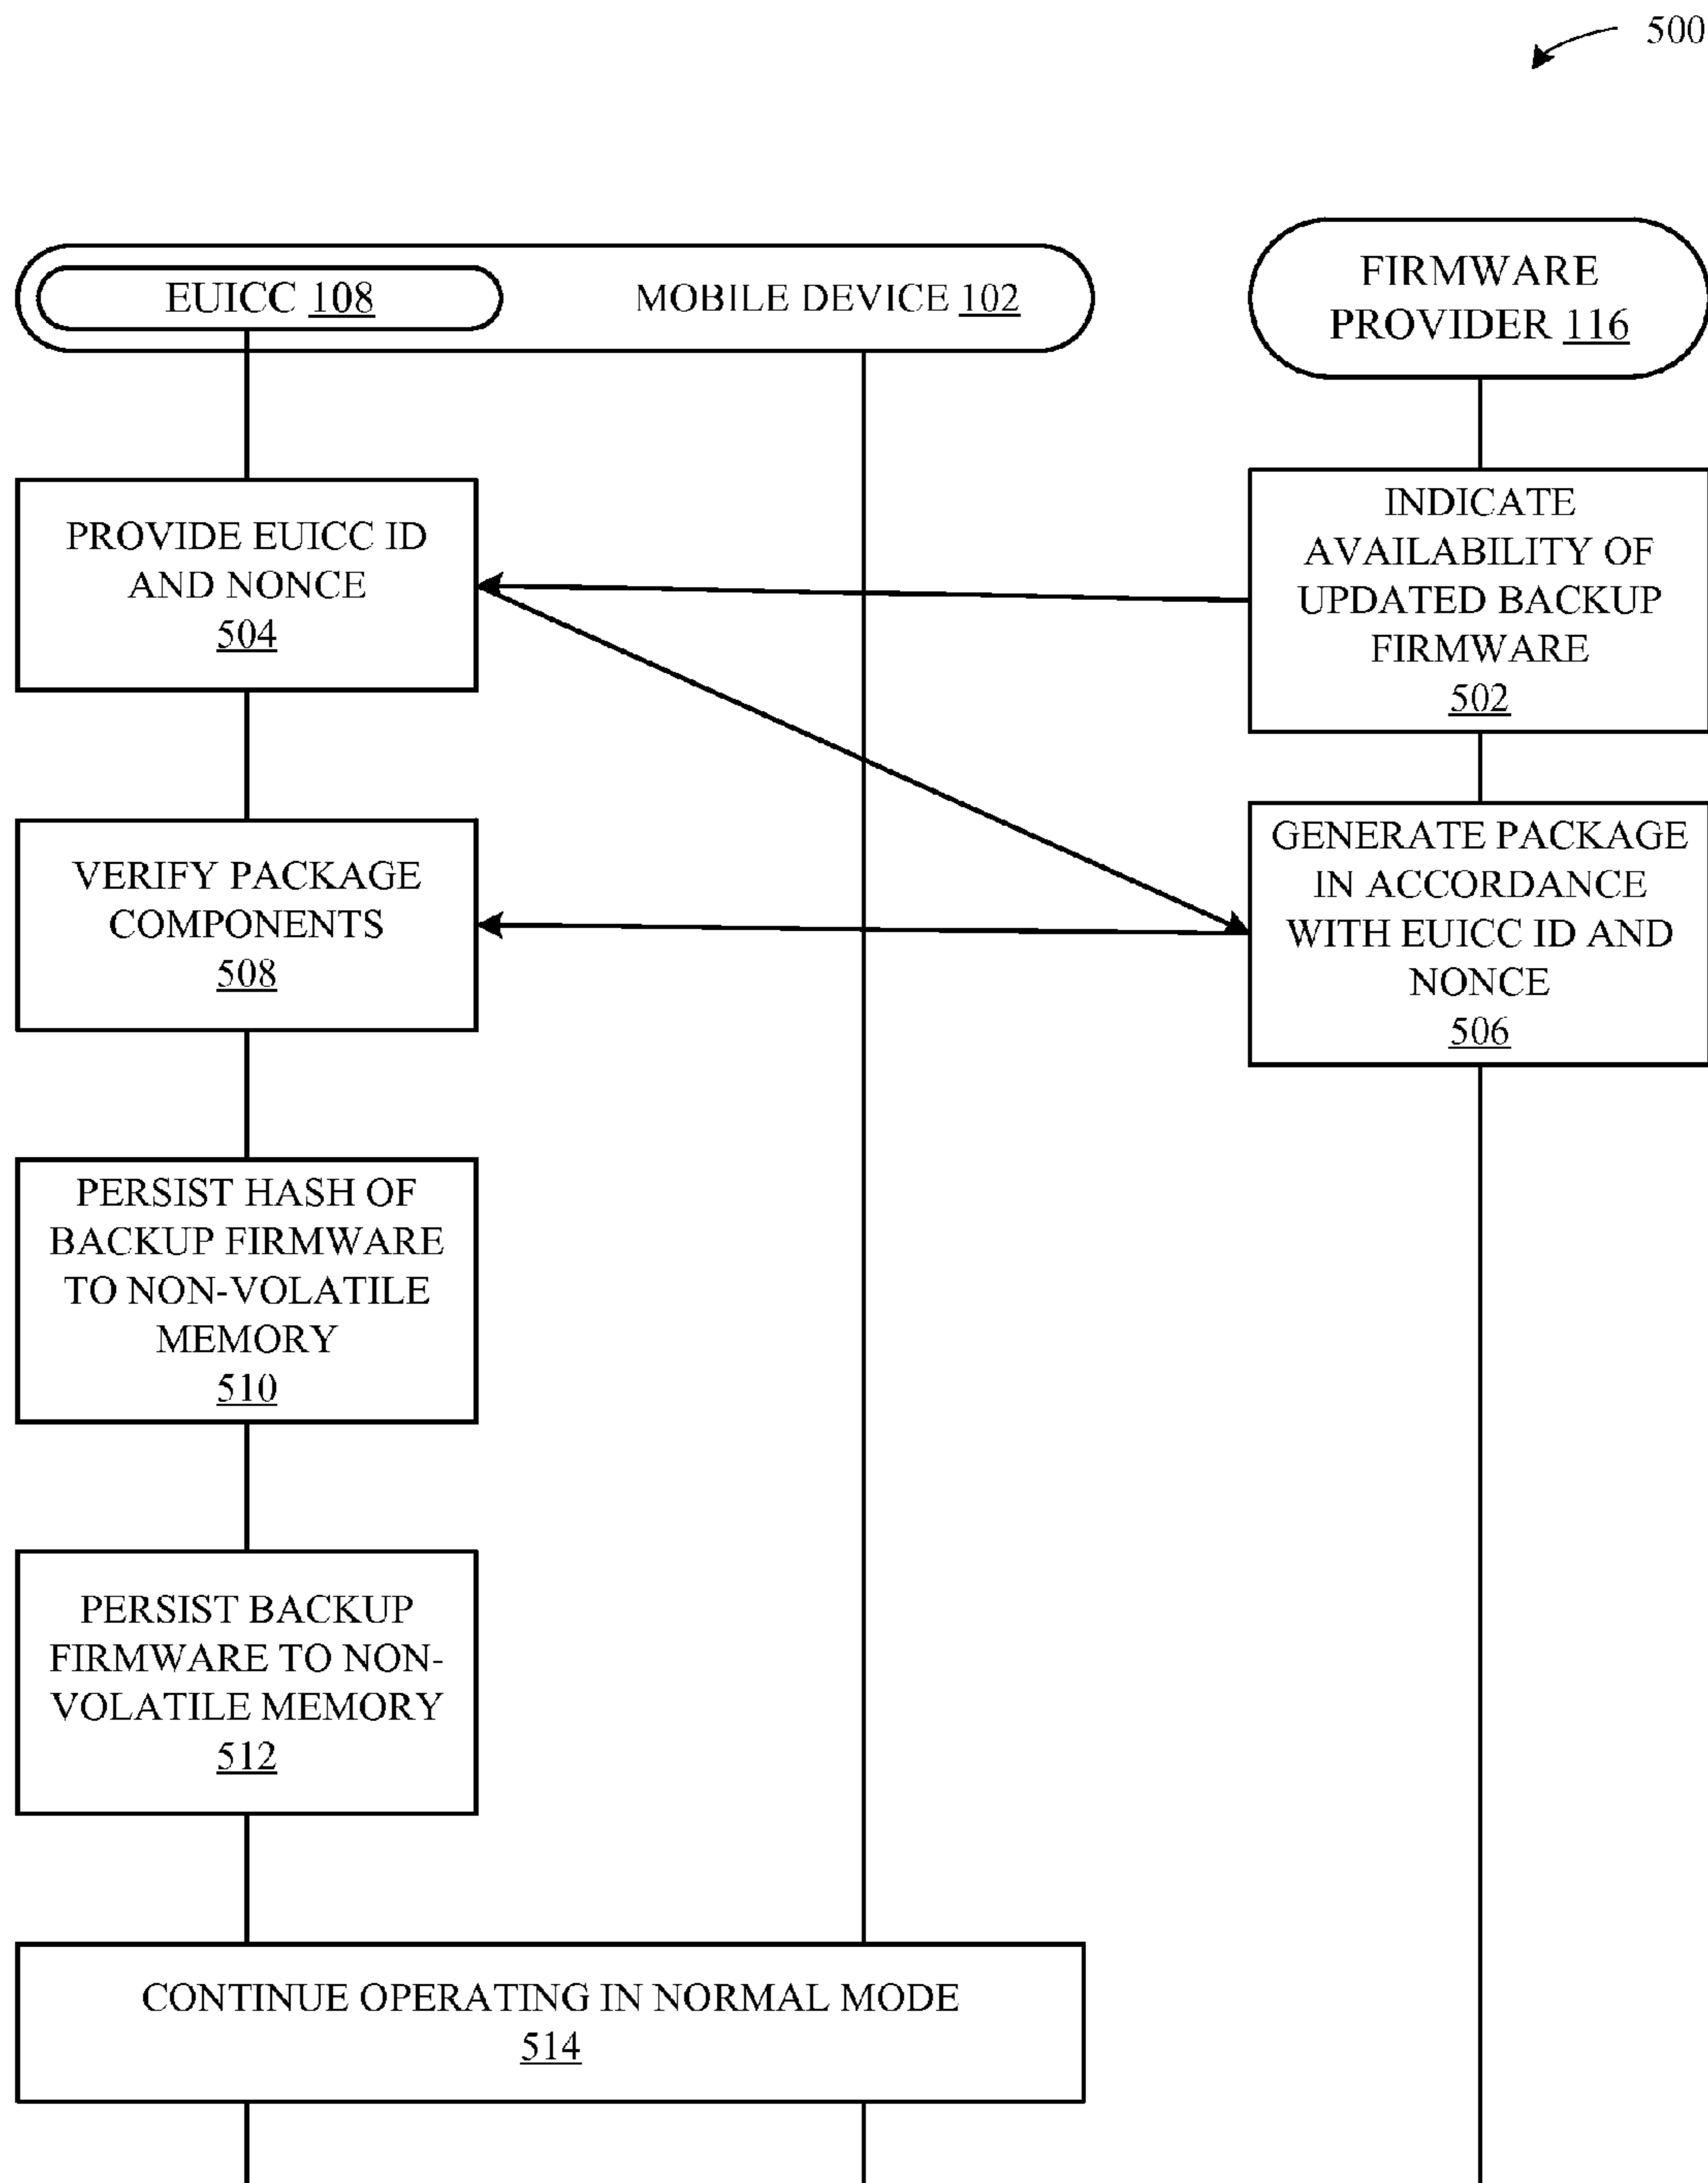 500
EUICC 108
MOBILE DEVICE 102
FIRMWARE
PROVIDER 116
INDICATE
AVAILABILITY OF
UPDATED BACKUP
FIRMWARE
502
PROVIDE EUICC ID
AND NONCE
504
GENERATE PACKAGE
IN ACCORDANCE
WITH EUICC ID AND
NONCE
506
VERIFY PACKAGE
COMPONENTS
508
PERSIST HASH OF
BACKUP FIRMWARE
TO NON-VOLATILE
MEMORY
510
PERSIST BACKUP
FIRMWARE TO NON-
VOLATILE MEMORY
512
CONTINUE OPERATING IN NORMAL MODE
514